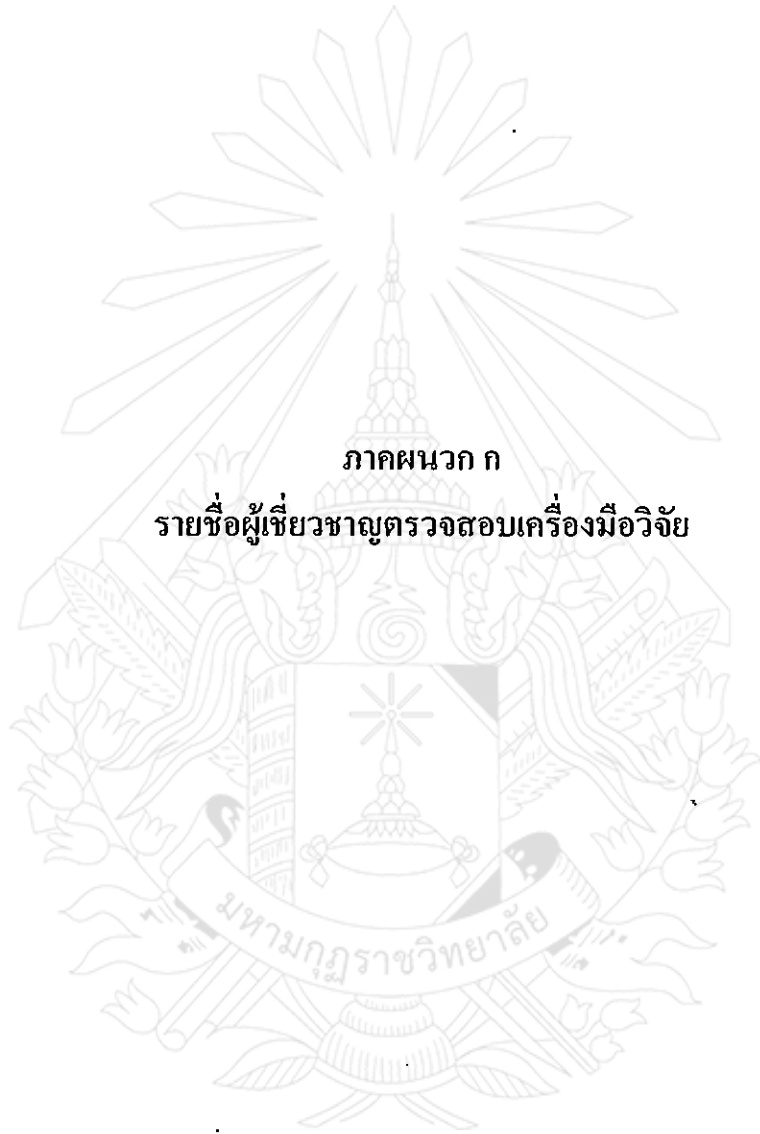 ภาคผนวก ก
รายชื่อผู้เชี่ยวชาญตรวจสอบเครื่องมือวิจัย
มหามกุฏราชวิทยาลัย